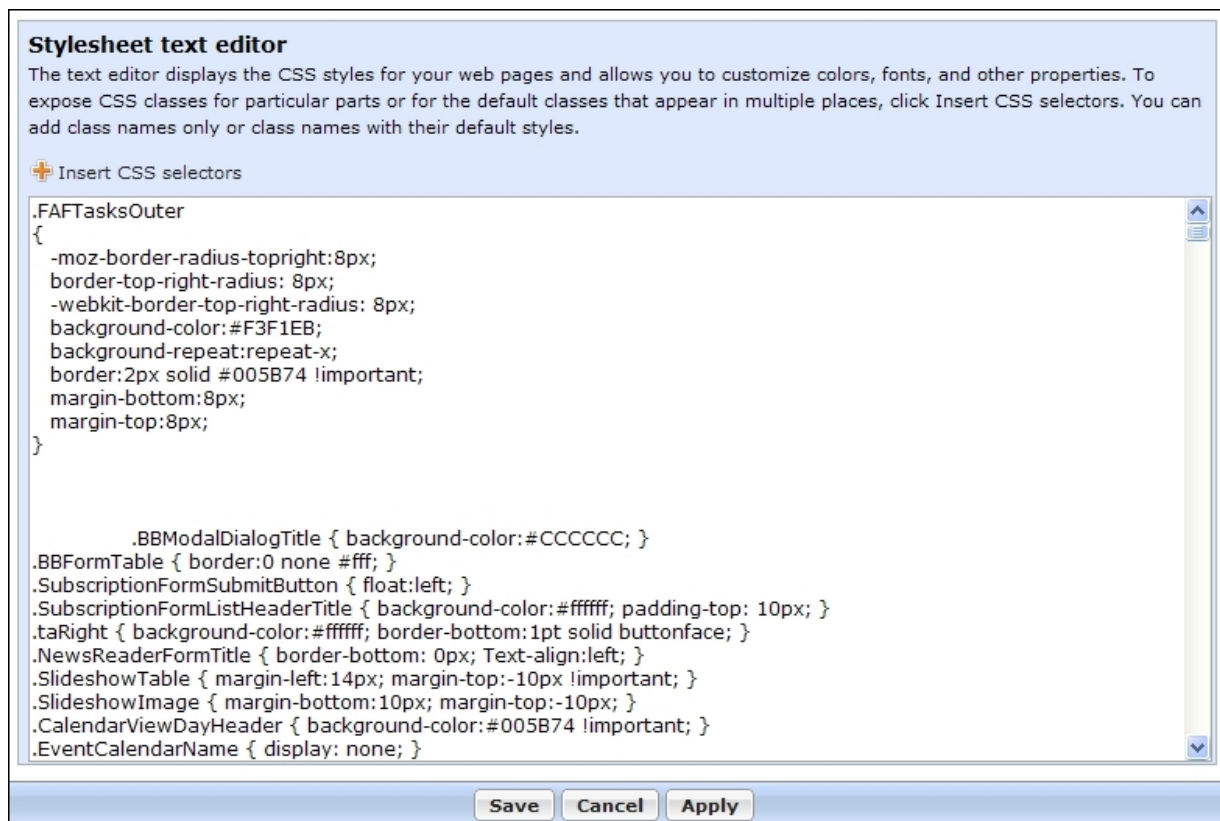 Stylesheet text editor
The text editor displays the CSS styles for your web pages and allows you to customize colors, fonts, and other properties. To
expose CSS classes for particular parts or for the default classes that appear in multiple places, click Insert CSS selectors. You can
add class names only or class names with their default styles.
Insert CSS selectors
.FAFTasksOuter
{
-moz-border-radius-topright:8px;
border-top-right-radius: 8px;
-webkit-border-top-right-radius: 8px;
background-color:#F3F1EB;
background-repeat:repeat-x;
border:2px solid #005B74 !important;
margin-bottom:8px;
margin-top:8px;
}
.BBModalDialogTitle { background-color:#CCCCCC; }
.BBFormTable { border:0 none #fff; }
.SubscriptionFormSubmitButton { float:left; }
.SubscriptionFormListHeaderTitle { background-color:#ffffff; padding-top: 10px; }
.taRight { background-color:#ffffff; border-bottom:1pt solid buttonface; }
.NewsReaderFormTitle { border-bottom: 0px; Text-align:left; }
.SlideshowTable { margin-left:14px; margin-top:-10px !important; }
.SlideshowImage { margin-bottom:10px; margin-top:-10px; }
.CalendarViewDayHeader { background-color:#005B74 !important; }
.EventCalendarName { display: none; }
Save Cancel Apply